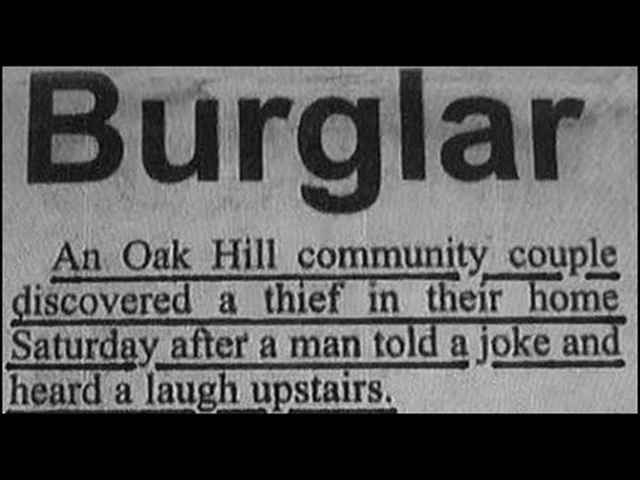 Burglar
An Oak Hill community couple
discovered a thief in their home
Saturday after a man told a joke and
heard a laugh upstairs.